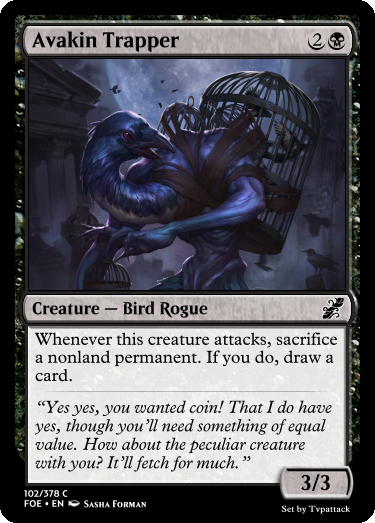 Avakin Trapper 2
Creature — Bird Rogue
Whenever this creature attacks, sacrifice
a nonland permanent. If you do, draw a
card.
“Yes yes, you wanted coin! That I do have
yes, though you’ll need something of equal
value. How about the peculiar creature
with you? It’ll fetch for much.”
3/3
102/378 C
FOE • EN Sasha Forman
Set by Tvpattack